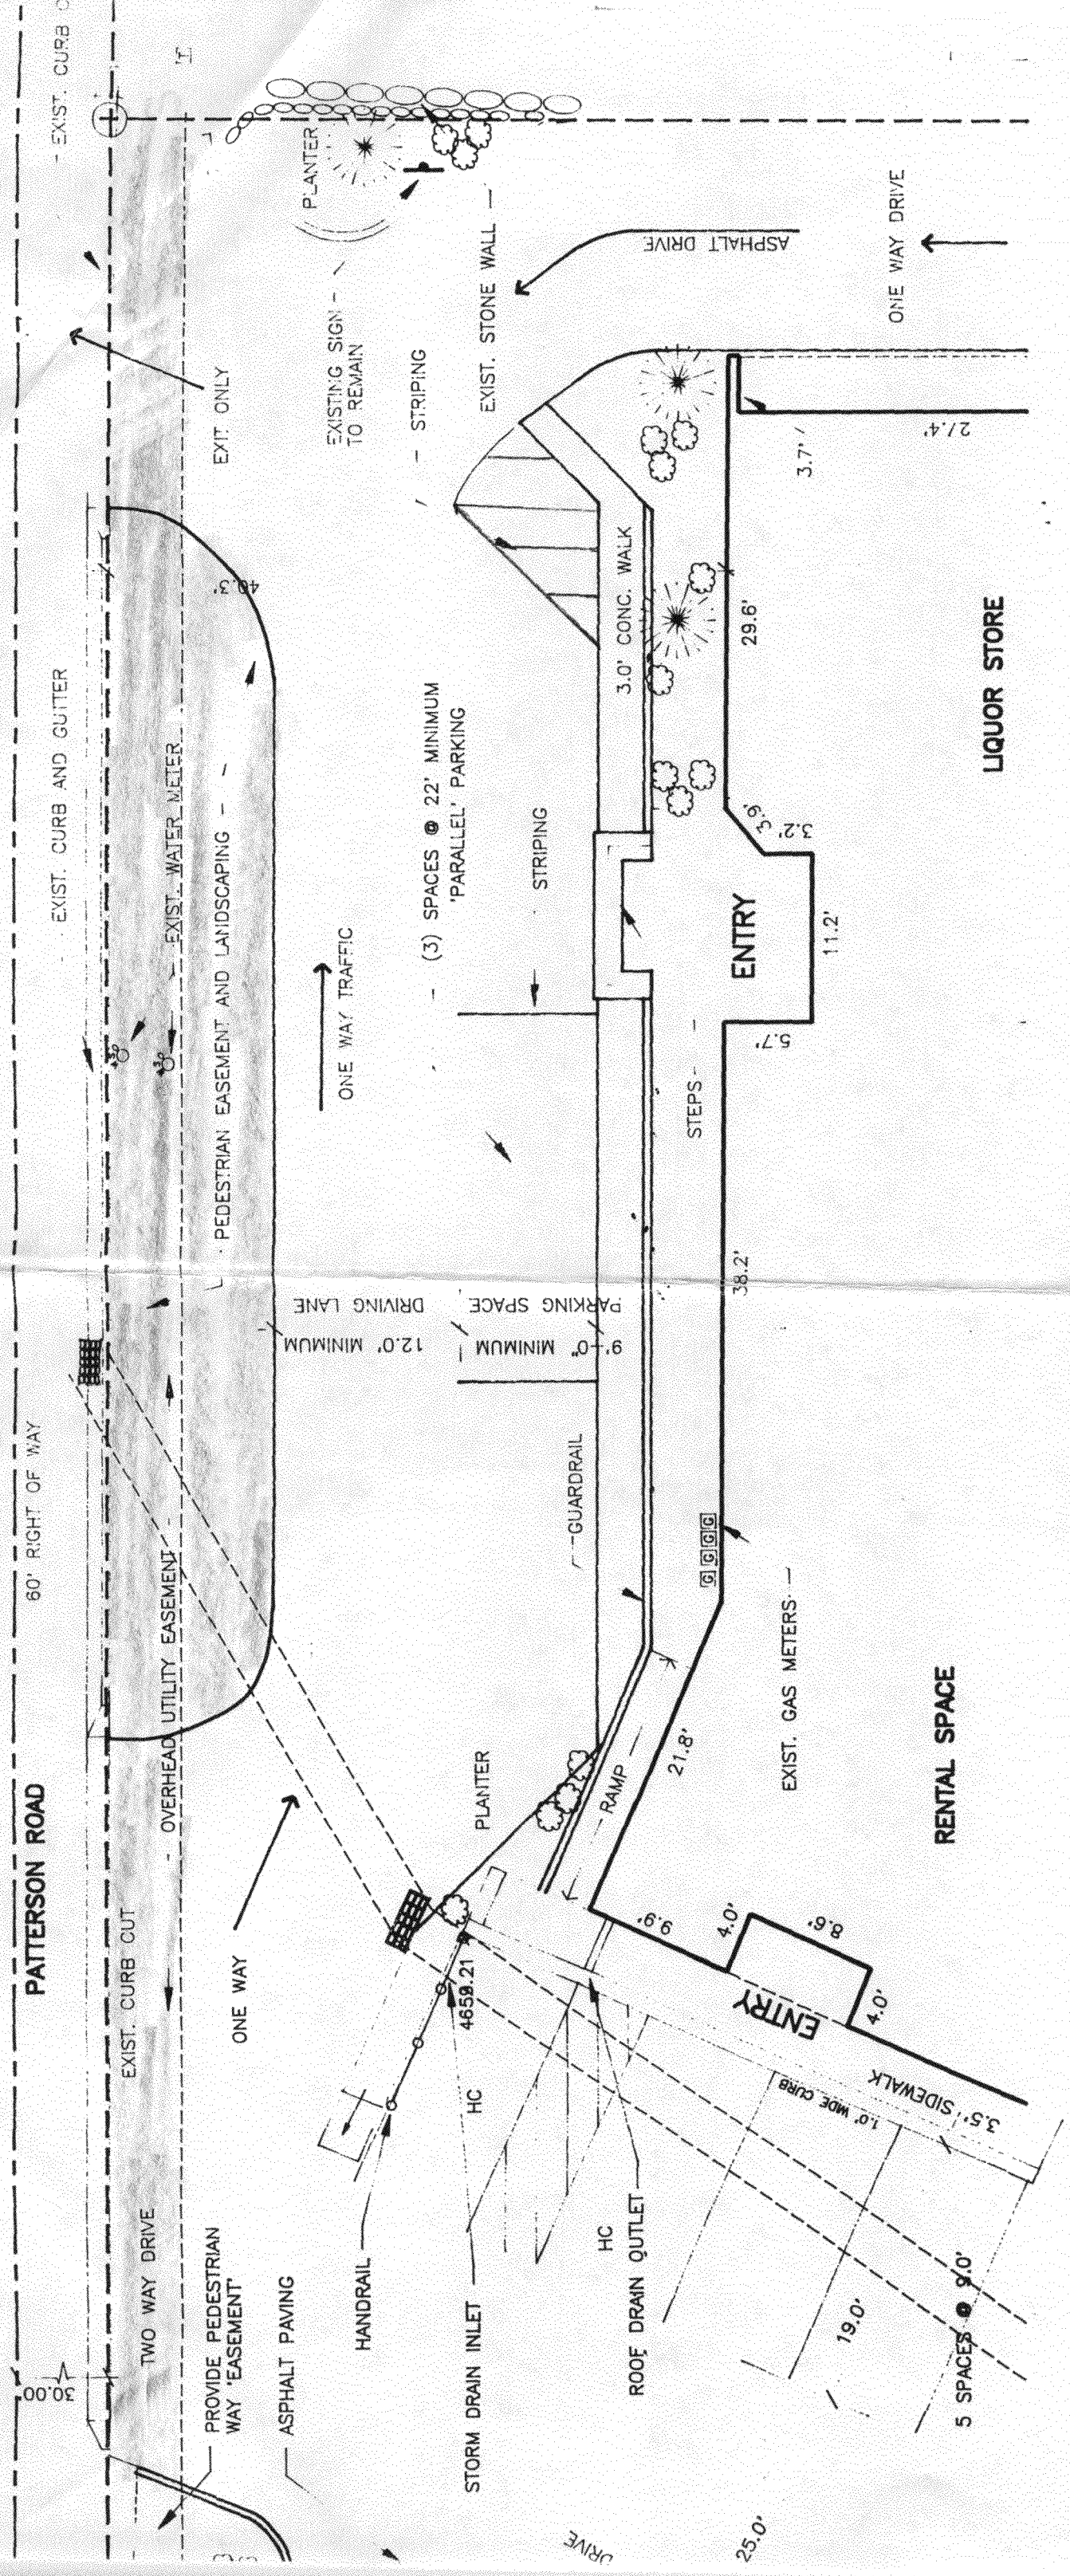 PATTERSON ROAD
60' RIGHT OF WAY
EXIST. CURB AND GUTTER
EXIST. CURB
30.00
EXIST. CURB CUT
TWO WAY DRIVE
OVERHEAD UTILITY EASEMENT
EXIST. WATER METER
PROVIDE PEDESTRIAN
WAY 'EASEMENT'
ASPHALT PAVING
PEDESTRIAN EASEMENT AND LANDSCAPING
40.3'
EXIT ONLY
ONE WAY
ONE WAY TRAFFIC
PLANTER
EXISTING SIGN
TO REMAIN
STRIPING
EXIST. STONE WALL
ASPHALT DRIVE
ONE WAY DRIVE
12.0' MINIMUM
DRIVING LANE
9'-0" MINIMUM
PARKING SPACE
(3) SPACES @ 22' MINIMUM
'PARALLEL' PARKING
STRIPING
3.0' CONC. WALK
GUARDRAIL
PLANTER
RAMP
STEPS
ENTRY
29.6'
3.7'
27.4'
3.9'
3.2'
11.2'
5.7'
38.2'
21.8'
G G G G
EXIST. GAS METERS
LIQUOR STORE
RENTAL SPACE
9.9'
4.0'
8.6'
4.0'
ENTRY
3.5' SIDEWALK
1.0' WIDE CURB
4659.21
HC
HC
HANDRAIL
STORM DRAIN INLET
ROOF DRAIN OUTLET
19.0'
5 SPACES @ 9.0'
25.0'
DRIVE